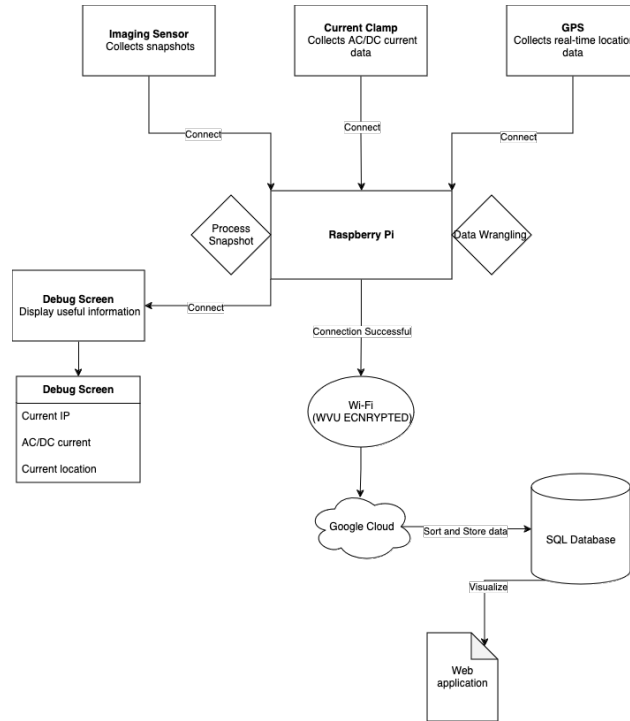 Imaging Sensor
Collects snapshots
Current Clamp
Collects AC/DC current
data
GPS
Collects real-time location
data
Connect
Connect
Connect
Process
Snapshot
Raspberry Pi
Data Wrangling
Debug Screen
Display useful information
Connect
Connection Successful
Debug Screen
Current IP
AC/DC current
Current location
Wi-Fi
(WVU ECNRYPTED)
Google Cloud
Sort and Store data
SQL Database
Visualize
Web
application